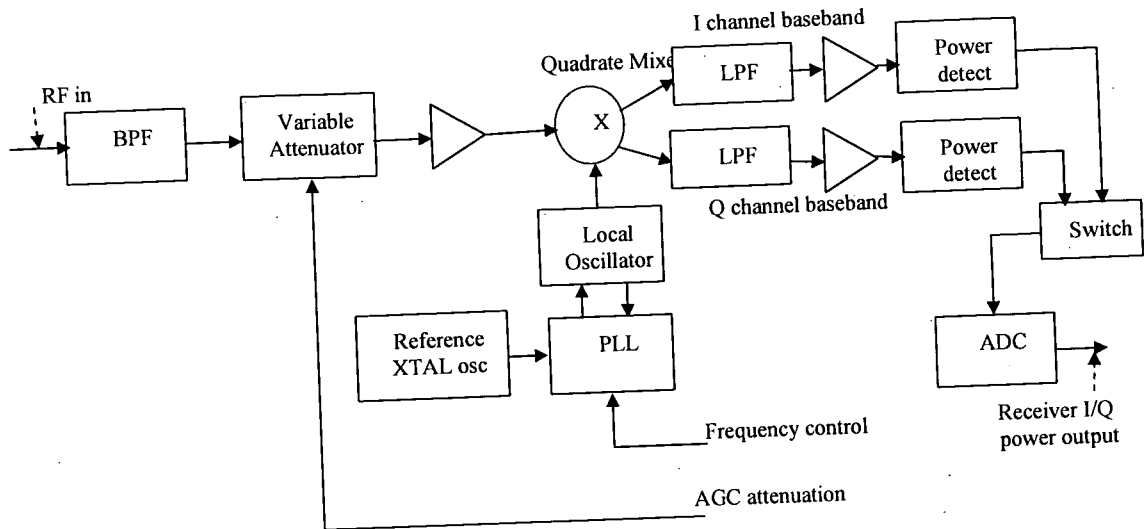 I channel baseband
Quadrate Mixe
LPF
Power
detect
RF in
BPF
Variable
Attenuator
X
LPF
Power
detect
Q channel baseband
Switch
Local
Oscillator
Reference
XTAL osc
PLL
ADC
Receiver I/Q
power output
Frequency control
AGC attenuation